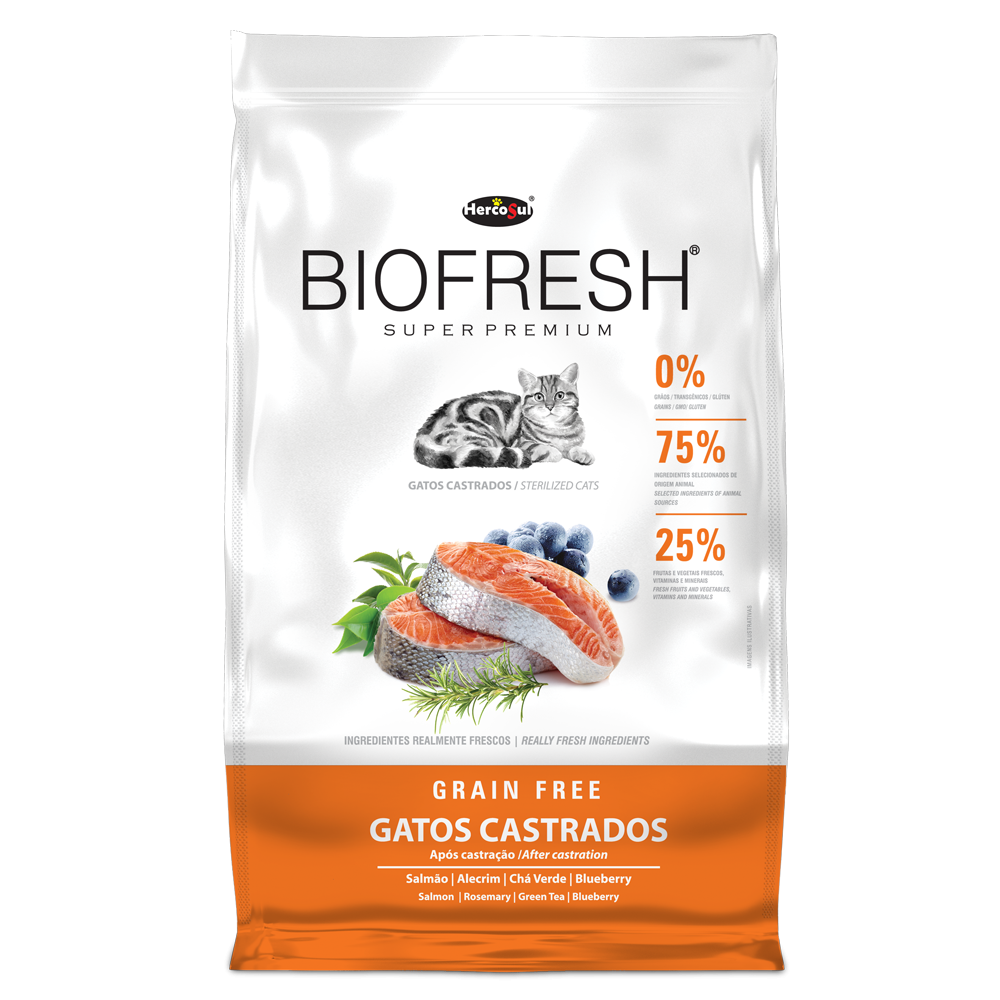 HercoSul®
BIOFRESH®
SUPER PREMIUM
0%
GRÃOS / TRANSGÊNICOS / GLÚTEN
GRAINS / GMO/ GLUTEN
75%
INGREDIENTES SELECIONADOS DE
ORIGEM ANIMAL
SELECTED INGREDIENTS OF ANIMAL
SOURCES
GATOS CASTRADOS / STERILIZED CATS
25%
FRUTAS E VEGETAIS FRESCOS,
VITAMINAS E MINERAIS
FRESH FRUITS AND VEGETABLES,
VITAMINS AND MINERALS
IMAGENS ILUSTRATIVAS
INGREDIENTES REALMENTE FRESCOS | REALLY FRESH INGREDIENTS
GRAIN FREE
GATOS CASTRADOS
Após castração /After castration
Salmão | Alecrim | Chá Verde | Blueberry
Salmon | Rosemary | Green Tea | Blueberry